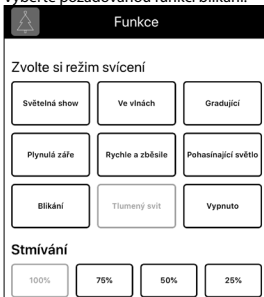 Vyberte požadovanou funkci blikání.
Funkce
Zvolte si režim svícení
Světelná show
Ve vlnách
Gradující
Plynulá záře
Rychle a zběsile
Pohasínající světlo
Blikání
Tlumený svit
Vypnuto
Stmívání
100%
75%
50%
25%